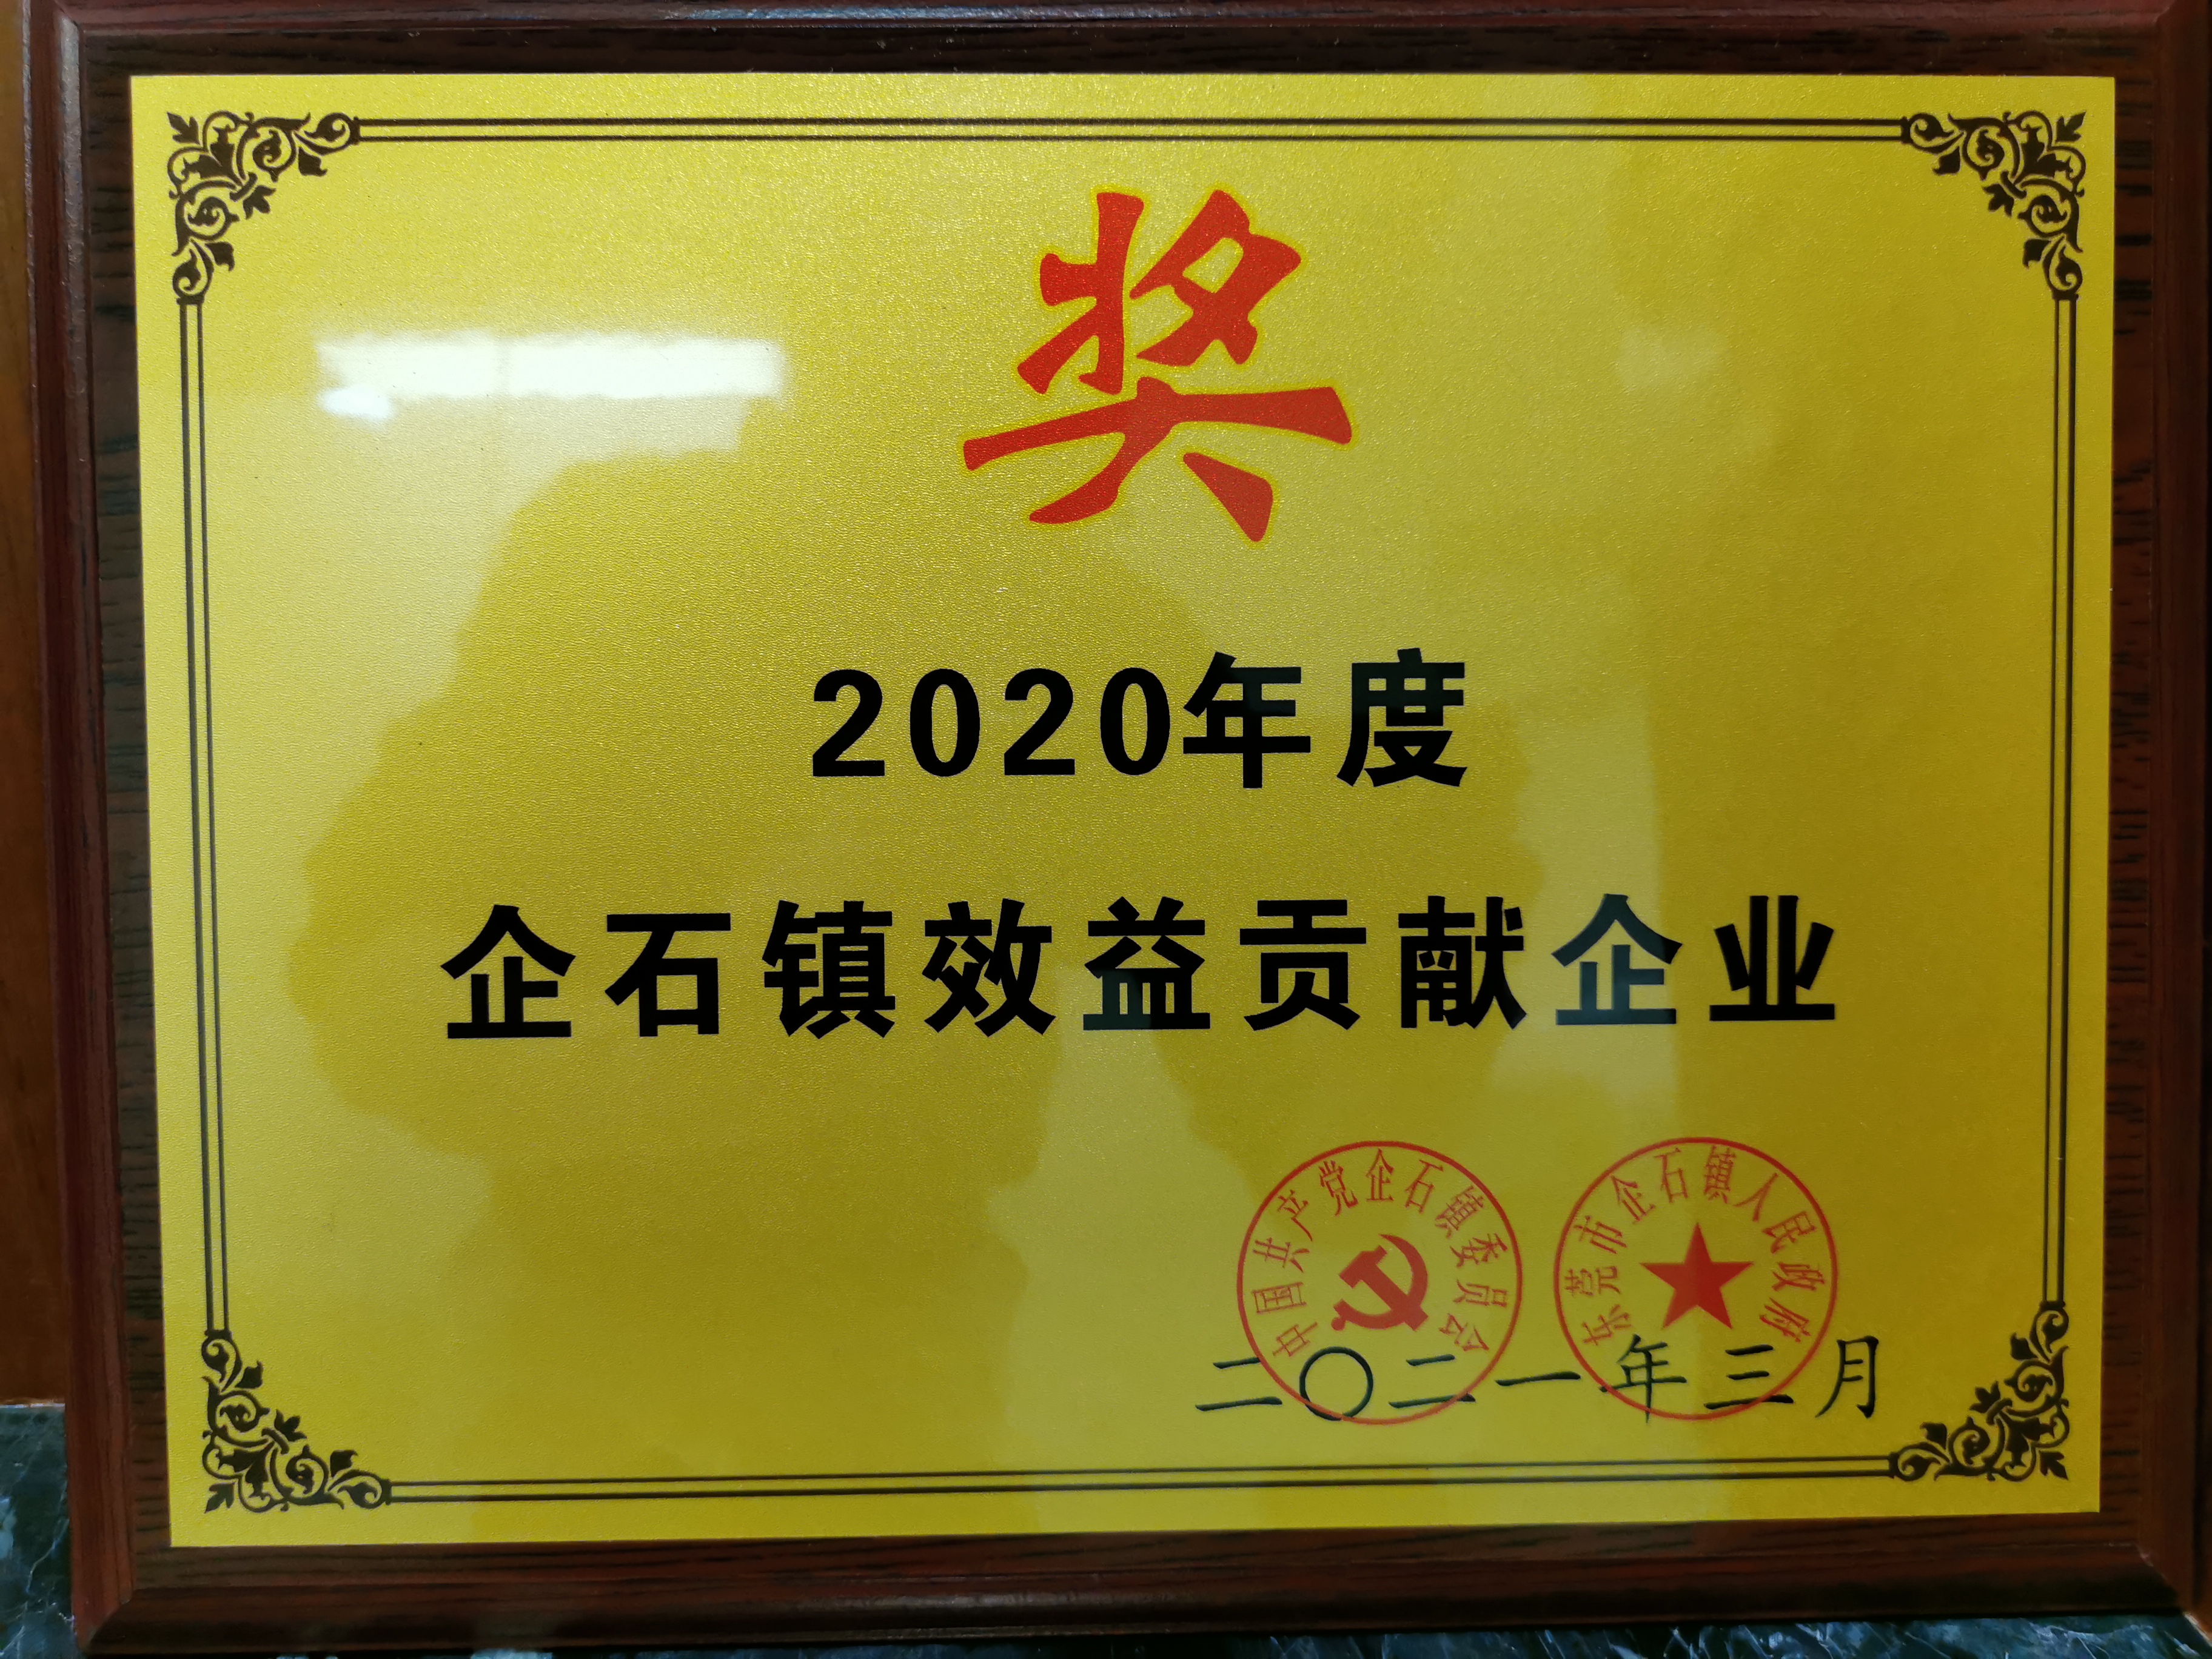 奖
2020年度
企石镇效益贡献企业
中国共产党企石镇委员会
东莞市企石镇人民政府
二〇二一年三月